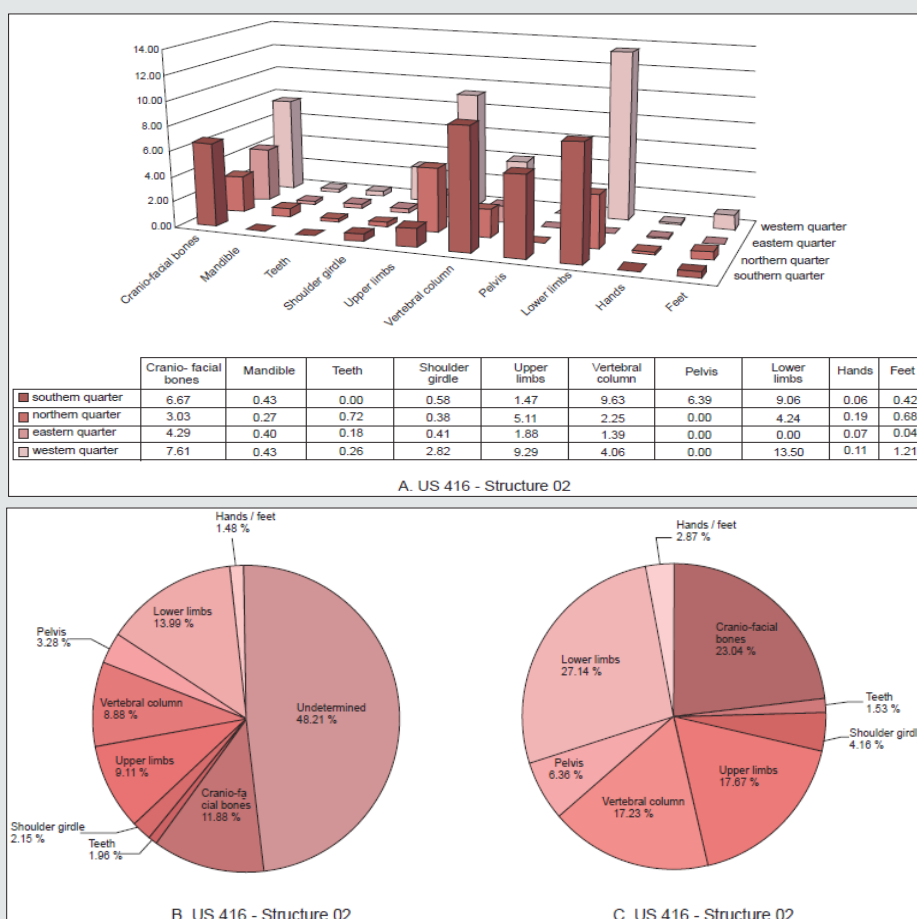 14.00
12.00
10.00
8.00
6.00
4.00
2.00
0.00
Cranio-facial bones
Mandible
Teeth
Shoulder girdle
Upper limbs
Vertebral column
Pelvis
Lower limbs
Hands
Feet
western quarter
eastern quarter
northern quarter
southern quarter
Cranio- facial bones Mandible Teeth Shoulder girdle Upper limbs Vertebral column Pelvis Lower limbs Hands Feet
southern quarter 6.67 0.43 0.00 0.58 1.47 9.63 6.39 9.06 0.06 0.42
northern quarter 3.03 0.27 0.72 0.38 5.11 2.25 0.00 4.24 0.19 0.68
eastern quarter 4.29 0.40 0.18 0.41 1.88 1.39 0.00 0.00 0.07 0.04
western quarter 7.61 0.43 0.26 2.82 9.29 4.06 0.00 13.50 0.11 1.21
A. US 416 - Structure 02
Hands / feet
1.48 %
Lower limbs
13.99 %
Pelvis
3.28 %
Vertebral column
8.88 %
Upper limbs
9.11 %
Shoulder girdle
2.15 %
Teeth
1.96 %
Cranio-fa
cial bones
11.88 %
Undetermined
48.21 %
B. US 416 - Structure 02
Hands / feet
2.87 %
Cranio-facial
bones
23.04 %
Teeth
1.53 %
Shoulder girdl
4.16 %
Upper limbs
17.67 %
Vertebral column
17.23 %
Pelvis
6.36 %
Lower limbs
27.14 %
C. US 416 - Structure 02